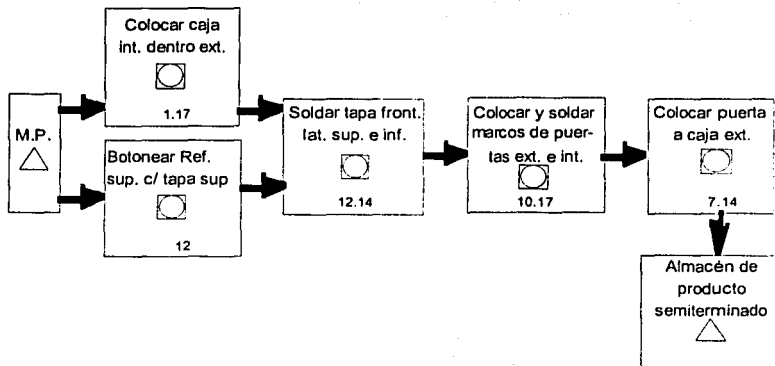 Colocar caja
int. dentro ext.
1.17
M.P.
Botonear Ref.
sup. c/ tapa sup
12
Soldar tapa front.
lat. sup. e inf.
12.14
Colocar y soldar
marcos de puer-
tas ext. e int.
10.17
Colocar puerta
a caja ext.
7.14
Almacén de
producto
semiterminado